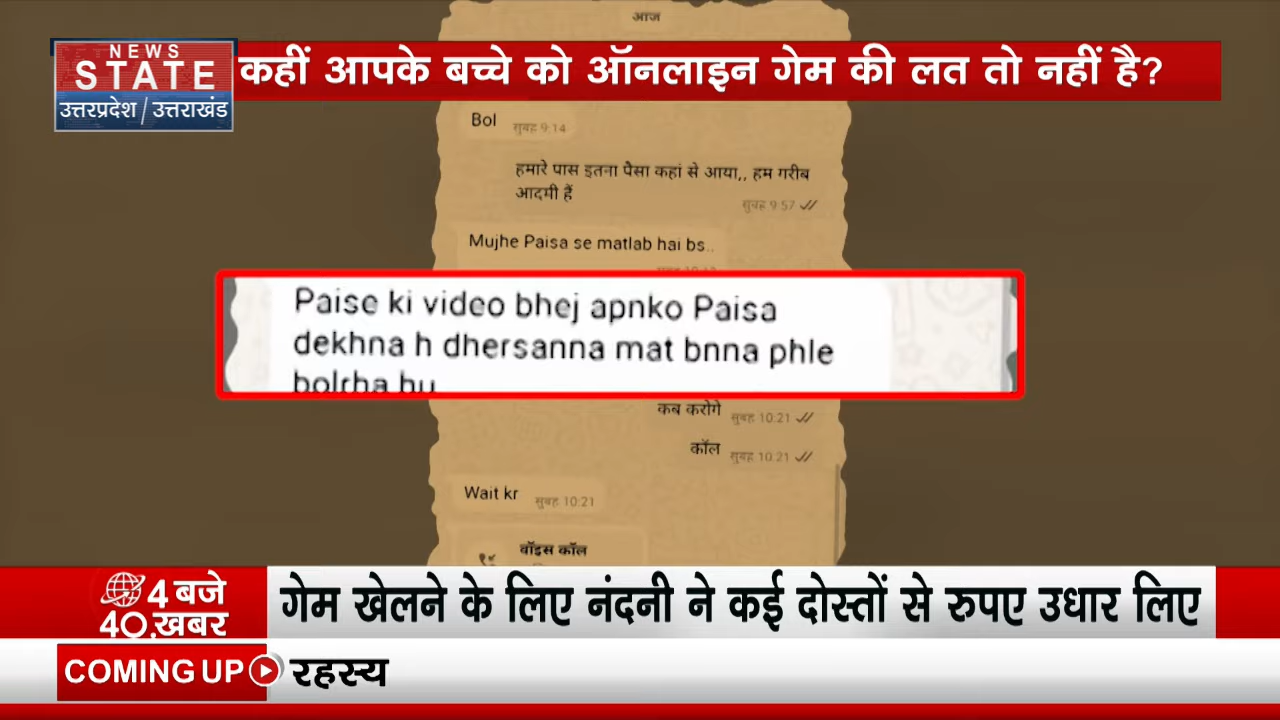 आज
NEWS
STATE
उत्तरप्रदेश / उत्तराखंड
कहीं आपके बच्चे को ऑनलाइन गेम की लत तो नहीं है?
Bol सुबह 9:14
हमारे पास इतना पैसा कहां से आया,, हम गरीब
आदमी हैं
सुबह 9:57
Mujhe Paisa se matlab hai bs..
Paise ki video bhej apnko Paisa
dekhna h dhersanna mat bnna phle
bolrha hu
कब करोगे सुबह 10:21
कॉल सुबह 10:21
Wait kr सुबह 10:21
वॉइस कॉल
4 बजे
40 खबर
गेम खेलने के लिए नंदनी ने कई दोस्तों से रुपए उधार लिए
COMING UP रहस्य